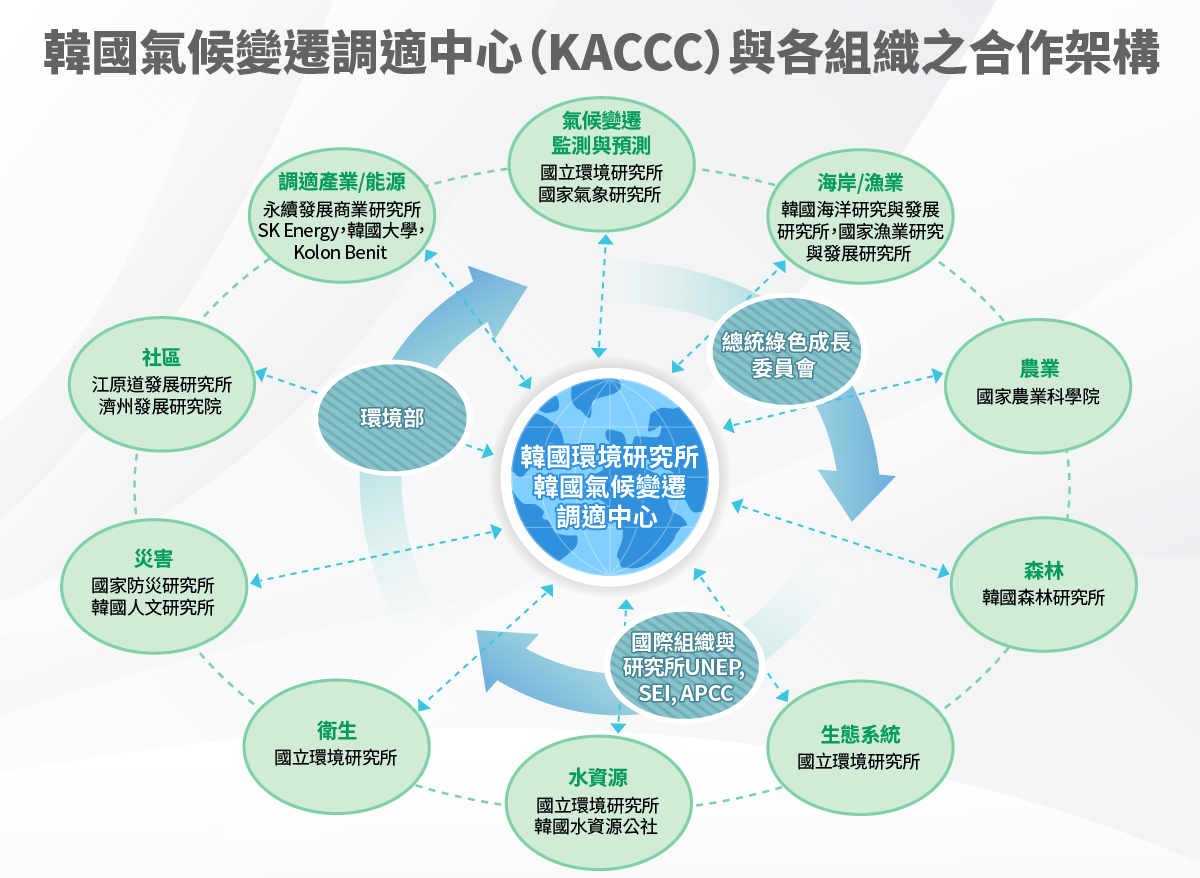 韓國氣候變遷調適中心（KACCC）與各組織之合作架構
氣候變遷
監測與預測
國立環境研究所
國家氣象研究所
調適產業/能源
永續發展商業研究所
SK Energy，韓國大學，
Kolon Benit
海岸/漁業
韓國海洋研究與發展
研究所，國家漁業研究
與發展研究所
總統綠色成長
委員會
社區
江原道發展研究所
濟州發展研究院
農業
國家農業科學院
環境部
韓國環境研究所
韓國氣候變遷
調適中心
災害
國家防災研究所
韓國人文研究所
森林
韓國森林研究所
國際組織與
研究所UNEP,
SEI, APCC
衛生
國立環境研究所
生態系統
國立環境研究所
水資源
國立環境研究所
韓國水資源公社